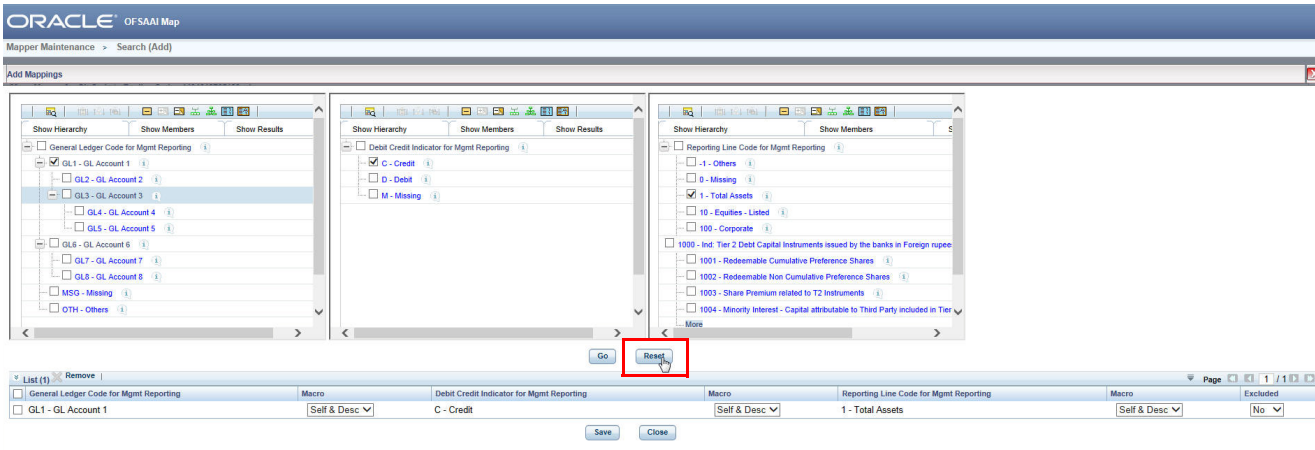 ORACLE® OFSAAI Map
Mapper Maintenance > Search (Add)
Add Mappings
Show Hierarchy Show Members Show Results
General Ledger Code for Mgmt Reporting
GL1 - GL Account 1
GL2 - GL Account 2
GL3 - GL Account 3
GL4 - GL Account 4
GL5 - GL Account 5
GL6 - GL Account 6
GL7 - GL Account 7
GL8 - GL Account 8
MSG - Missing
OTH - Others
Show Hierarchy Show Members Show Results
Debit Credit Indicator for Mgmt Reporting
C - Credit
D - Debit
M - Missing
Show Hierarchy Show Members S
Reporting Line Code for Mgmt Reporting
-1 - Others
0 - Missing
1 - Total Assets
10 - Equities - Listed
100 - Corporate
1000 - Ind: Tier 2 Debt Capital Instruments issued by the banks in Foreign rupee
1001 - Redeemable Cumulative Preference Shares
1002 - Redeemable Non Cumulative Preference Shares
1003 - Share Premium related to T2 Instruments
1004 - Minority Interest - Capital attributable to Third Party included in Tier
More
Go Reset
List (1) Remove Page 1 / 1
General Ledger Code for Mgmt Reporting Macro Debit Credit Indicator for Mgmt Reporting Macro Reporting Line Code for Mgmt Reporting Macro Excluded
GL1 - GL Account 1 Self & Desc C - Credit Self & Desc 1 - Total Assets Self & Desc No
Save Close